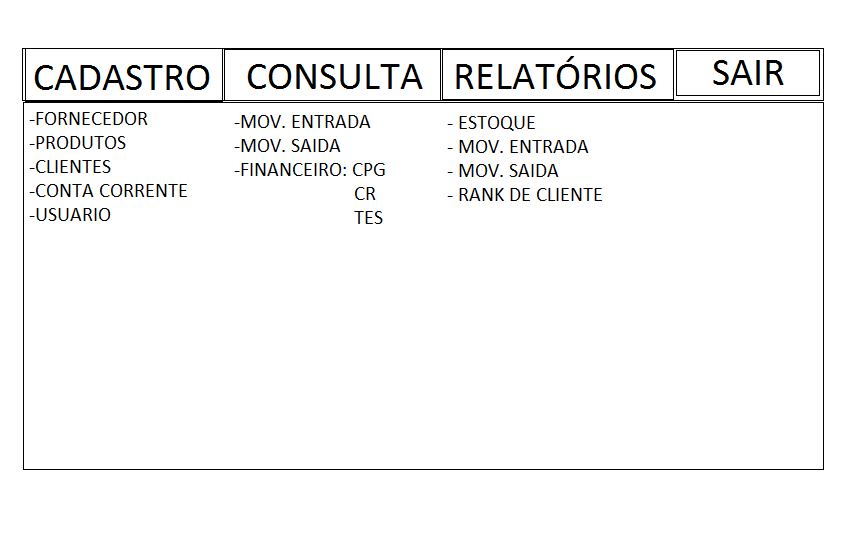 CADASTRO CONSULTA RELATÓRIOS SAIR
-FORNECEDOR
-PRODUTOS
-CLIENTES
-CONTA CORRENTE
-USUARIO
-MOV. ENTRADA
-MOV. SAIDA
-FINANCEIRO: CPG
CR
TES
- ESTOQUE
- MOV. ENTRADA
- MOV. SAIDA
- RANK DE CLIENTE